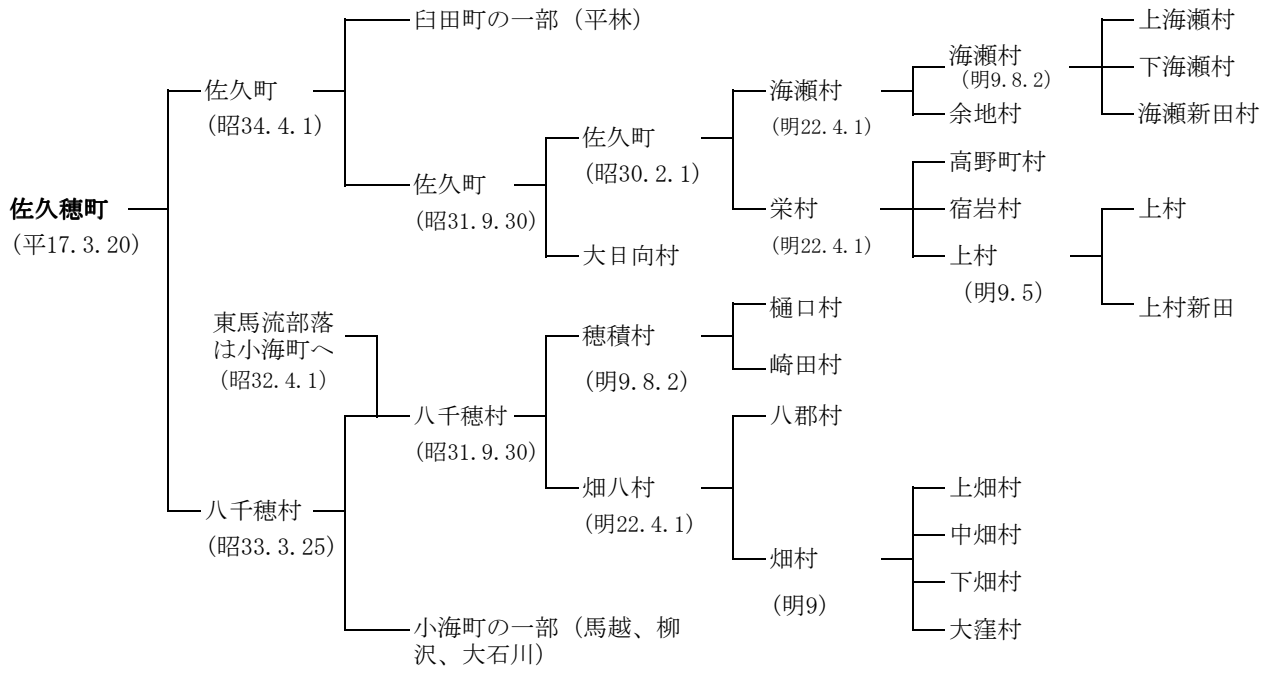 佐久穂町
(平17.3.20)
佐久町
(昭34.4.1)
臼田町の一部（平林）
佐久町
(昭31.9.30)
佐久町
(昭30.2.1)
海瀬村
(明22.4.1)
海瀬村
(明9.8.2)
上海瀬村
下海瀬村
海瀬新田村
余地村
栄村
(明22.4.1)
高野町村
宿岩村
上村
(明9.5)
上村
上村新田
大日向村
八千穂村
(昭33.3.25)
東馬流部落
は小海町へ
(昭32.4.1)
八千穂村
(昭31.9.30)
穂積村
(明9.8.2)
樋口村
崎田村
畑八村
(明22.4.1)
八郡村
畑村
(明9)
上畑村
中畑村
下畑村
大窪村
小海町の一部（馬越、柳
沢、大石川）